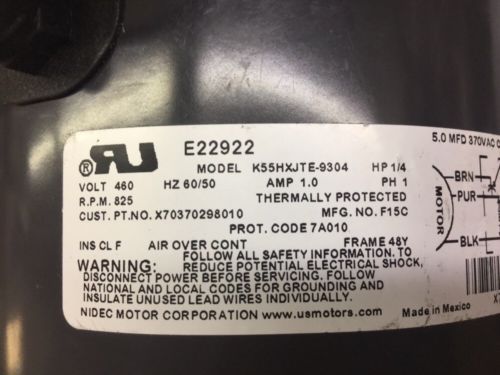 E22922
MODEL K55HXJTE-9304 HP 1/4
VOLT 460 HZ 60/50 AMP 1.0 PH 1
R.P.M. 825 THERMALLY PROTECTED
CUST. PT.NO. X70370298010 MFG. NO. F15C
PROT. CODE 7A010
INS CL F AIR OVER CONT FRAME 48Y
WARNING: FOLLOW ALL SAFETY INFORMATION. TO
REDUCE POTENTIAL ELECTRICAL SHOCK,
DISCONNECT POWER BEFORE SERVICING. FOLLOW
NATIONAL AND LOCAL CODES FOR GROUNDING AND
INSULATE UNUSED LEAD WIRES INDIVIDUALLY.
NIDEC MOTOR CORPORATION www.usmotors.com
5.0 MFD 370VAC
MOTOR
BRN
PUR
BLK
Made in Mexico